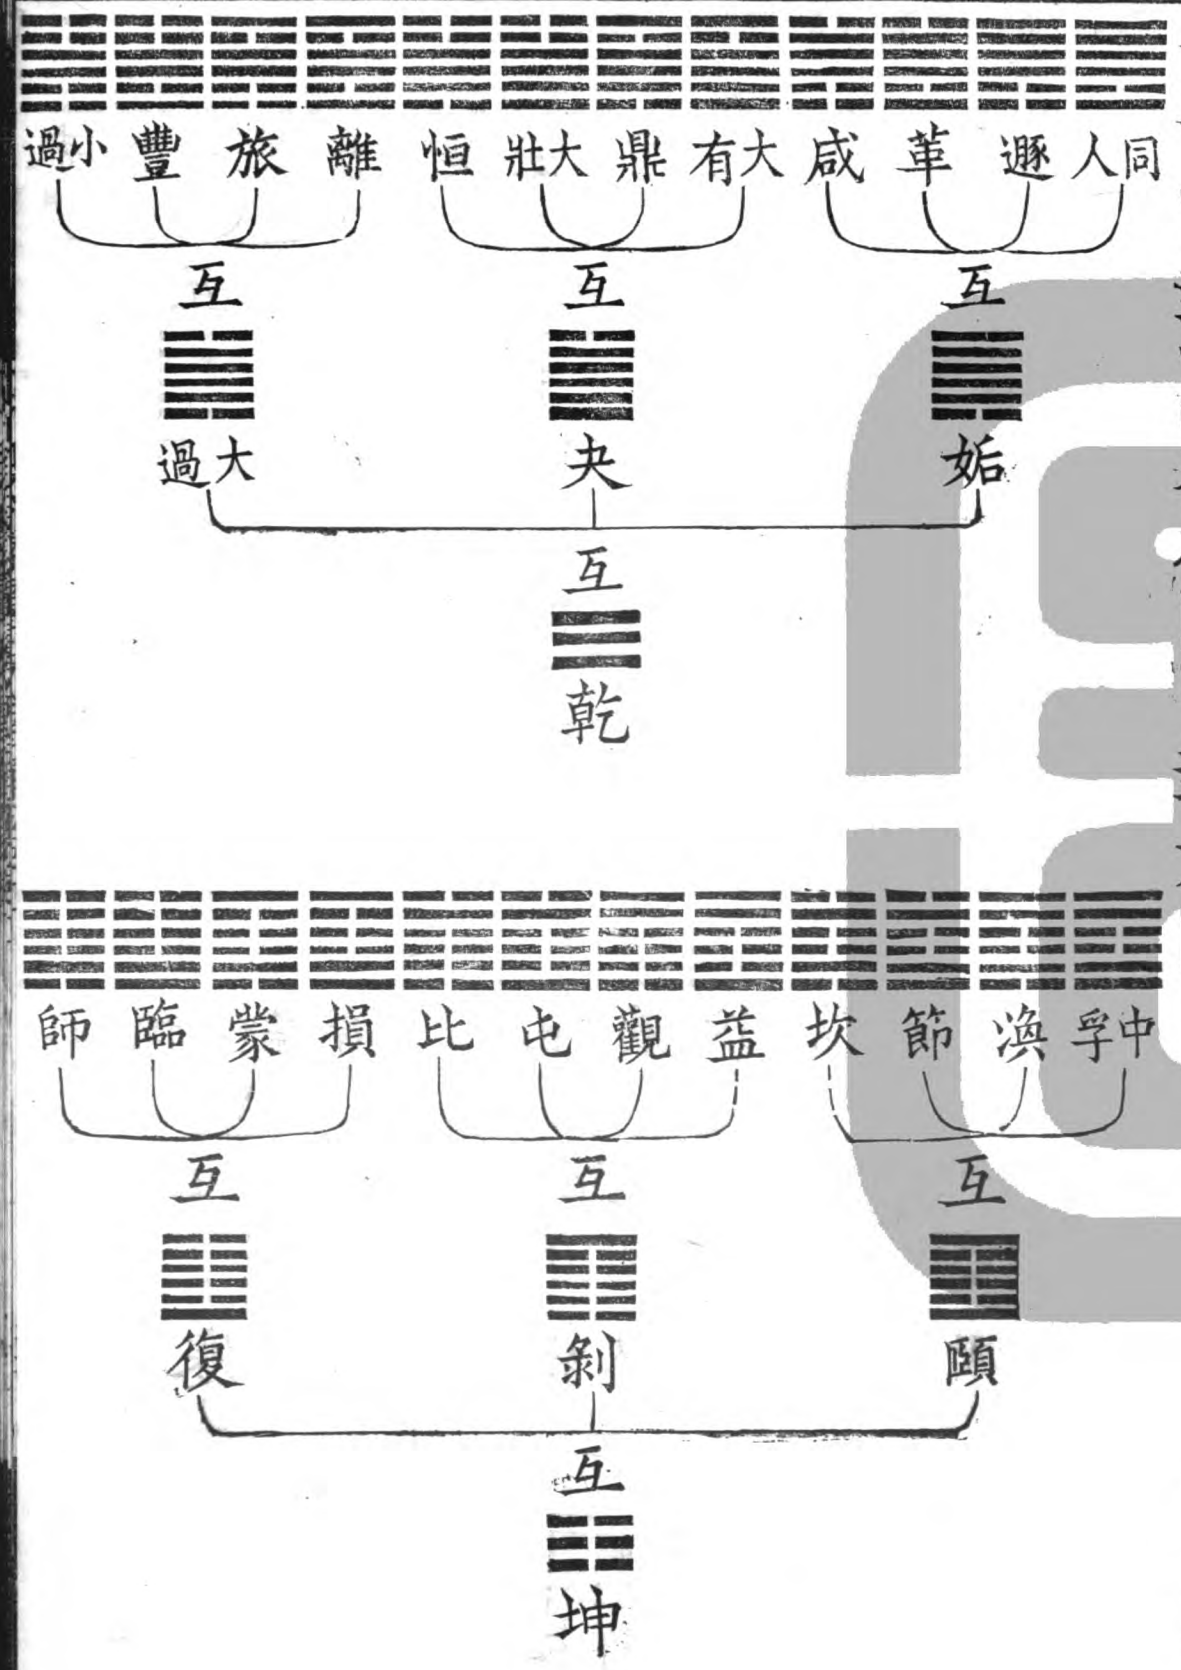 同人 遯 革 咸 大有 鼎 大壯 恒 離 旅 豐 小過
互 互 互
姤 夬 大過
互
乾
中孚 渙 節 坎 益 觀 屯 比 損 蒙 臨 師
互 互 互
頤 剝 復
互
坤